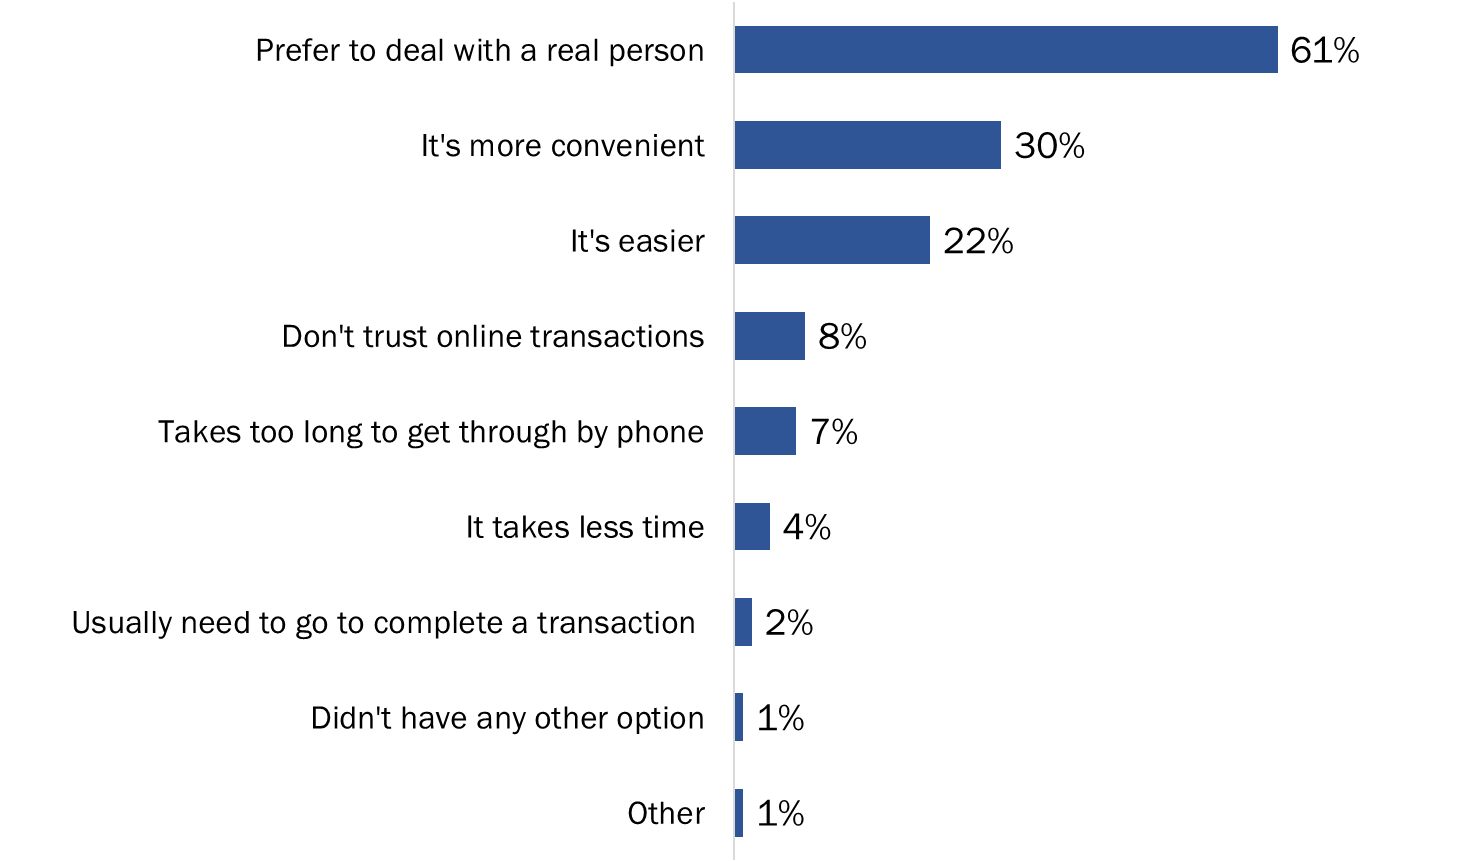 Prefer to deal with a real person 61%
It's more convenient 30%
It's easier 22%
Don't trust online transactions 8%
Takes too long to get through by phone 7%
It takes less time 4%
Usually need to go to complete a transaction 2%
Didn't have any other option 1%
Other 1%